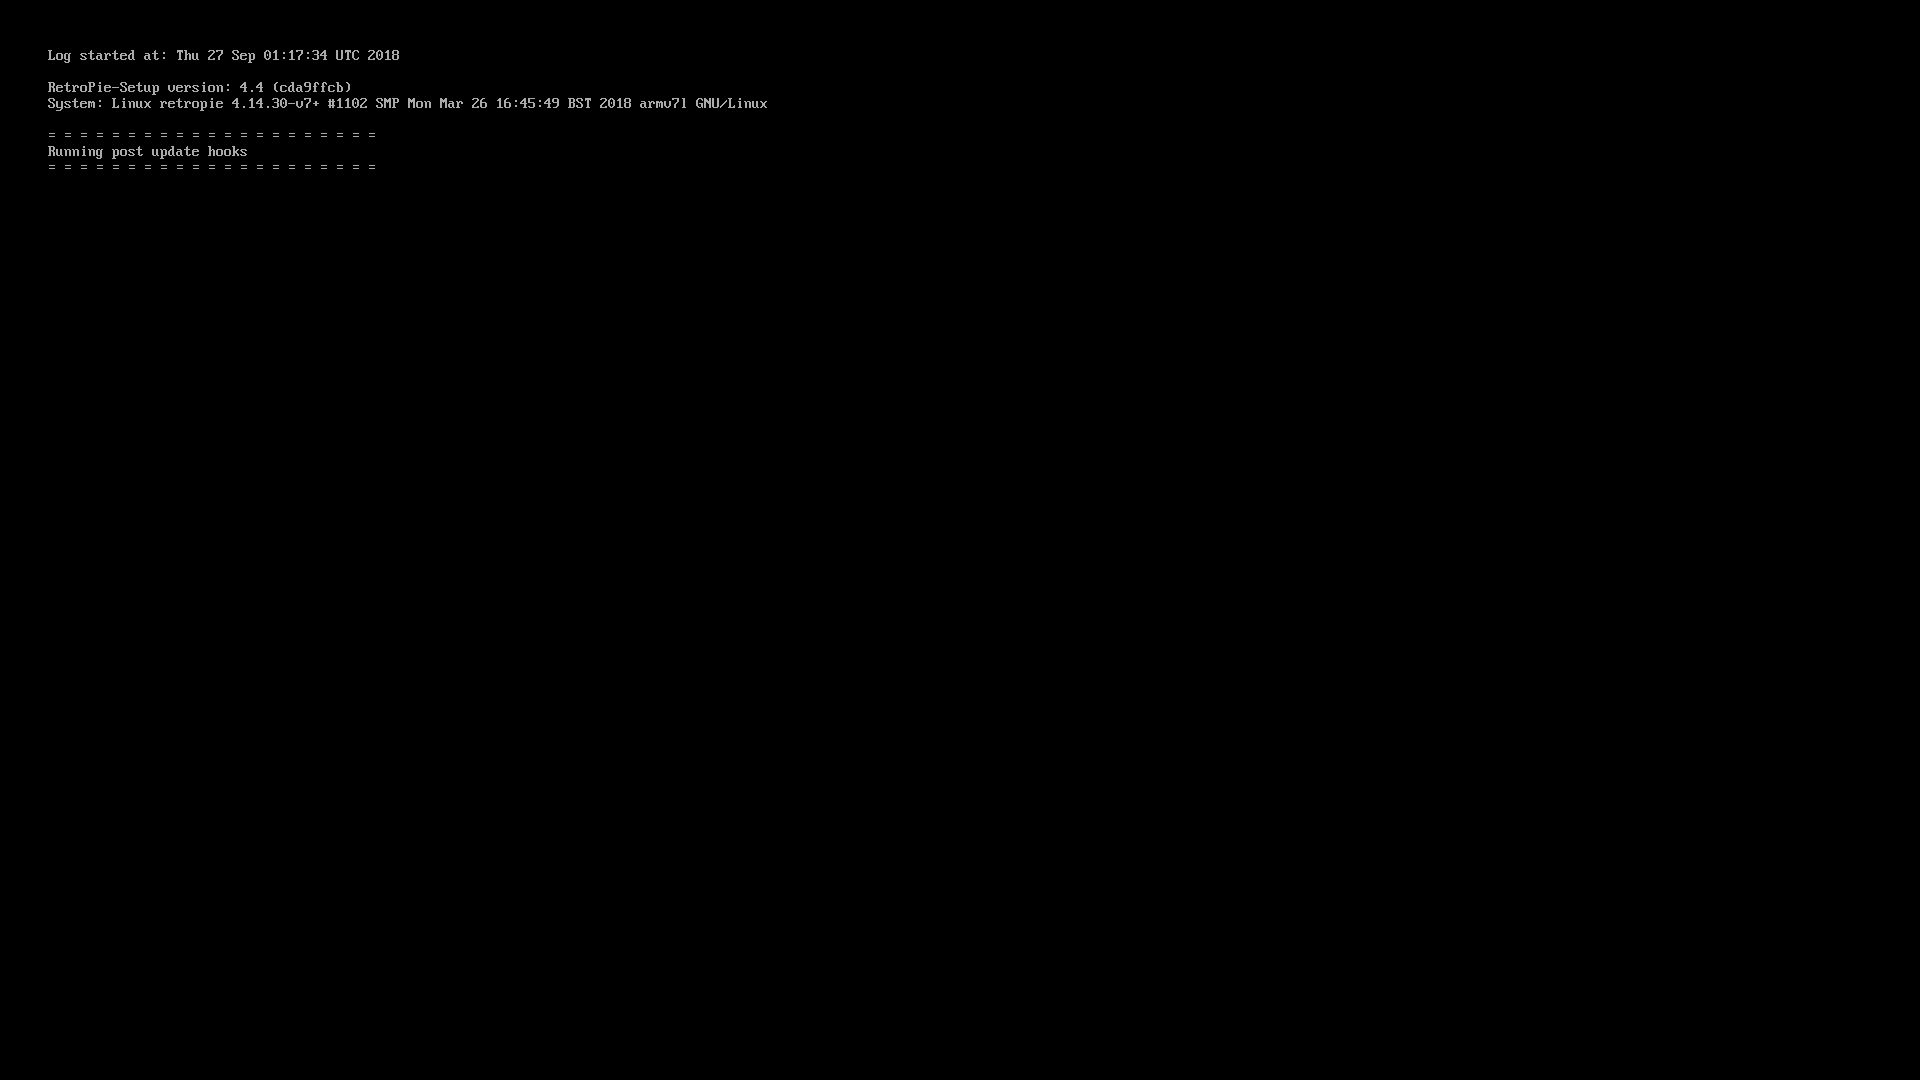 Log started at: Thu 27 Sep 01:17:34 UTC 2018
RetroPie-Setup version: 4.4 (cda9ffcb)
System: Linux retropie 4.14.30-v7+ #1102 SMP Mon Mar 26 16:45:49 BST 2018 armv7l GNU/Linux
= = = = = = = = = = = = = = = = = = = = =
Running post update hooks
= = = = = = = = = = = = = = = = = = = = =